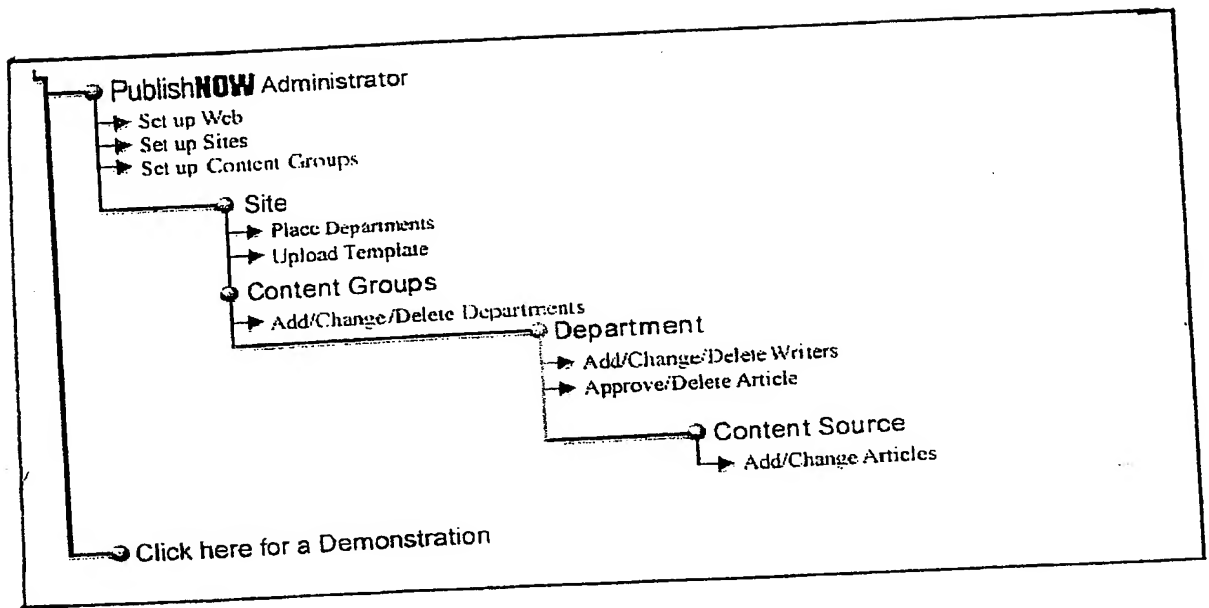 PublishNOW Administrator
Set up Web
Set up Sites
Set up Content Groups
Site
Place Departments
Upload Template
Content Groups
Add/Change/Delete Departments
Department
Add/Change/Delete Writers
Approve/Delete Article
Content Source
Add/Change Articles
Click here for a Demonstration